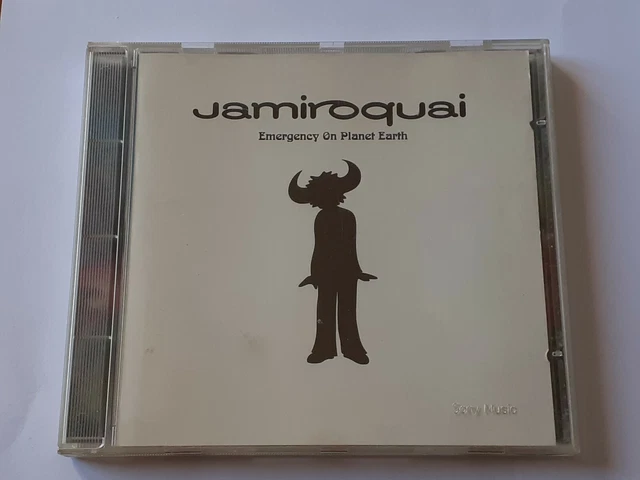 Jamiroquai
Emergency On Planet Earth
Sony Music